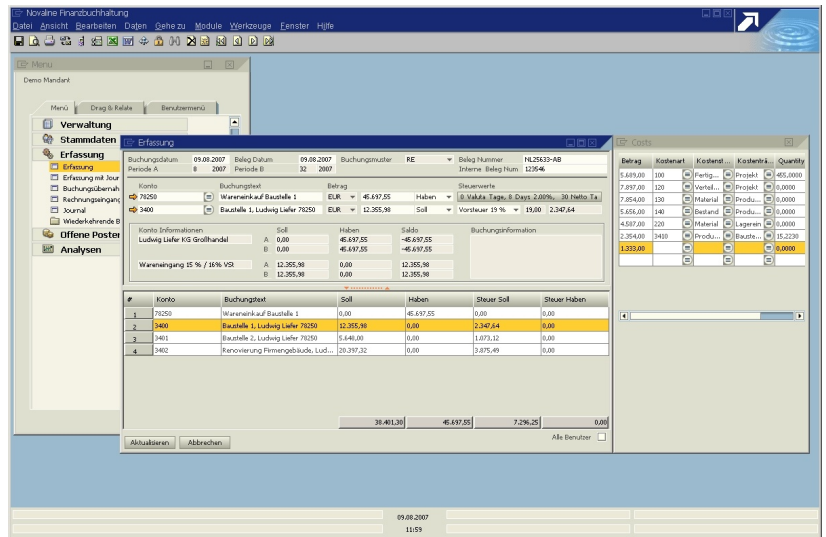 Novaline Finanzbuchhaltung
Datei Ansicht Bearbeiten Daten Gehe zu Module Werkzeuge Fenster Hilfe
Menu
Demo Mandant
Menü Drag & Relate Benutzermenü
Verwaltung
Stammdaten
Erfassung
Erfassung
Erfassung mit Jour
Buchungsübernah
Rechnungseingang
Journal
Wiederkehrende B
Offene Poster
Analysen
Erfassung
Buchungsdatum 09.08.2007 Beleg Datum 09.08.2007 Buchungsmuster RE Beleg Nummer NL25633-AB
Periode A 8 2007 Periode B 32 2007 Interne Beleg Num 123546
Konto Buchungstext Betrag Steuerwerte
78250 Wareneinkauf Baustelle 1 EUR 45.697,55 Haben 0 Valuta Tage, 8 Days 2.00%, 30 Netto Ta
3400 Baustelle 1, Ludwig Liefer 78250 EUR 12.355,98 Soll Vorsteuer 19 % 19,00 2.347,64
Konto Informationen Soll Haben Saldo Buchungsinformation
Ludwig Liefer KG Großhandel A 0,00 45.697,55 -45.697,55
B 0,00 45.697,55 -45.697,55
Wareneingang 15 % / 16% VSt A 12.355,98 0,00 12.355,98
B 12.355,98 0,00 12.355,98
# Konto Buchungstext Soll Haben Steuer Soll Steuer Haben
1 78250 Wareneinkauf Baustelle 1 0,00 45.697,55 0,00 0,00
2 3400 Baustelle 1, Ludwig Liefer 78250 12.355,98 0,00 2.347,64 0,00
3 3401 Baustelle 2, Ludwig Liefer 78250 5.648,00 0,00 1.073,12 0,00
4 3402 Renovierung Firmengebäude, Lud... 20.397,32 0,00 3.875,49 0,00
38.401,30 45.697,55 7.296,25 0,00
Aktualisieren Abbrechen Alle Benutzer
Costs
Betrag Kostenart Kostenst... Kostenträ... Quantity
5.689,00 100 Fertig... Projekt 455,0000
7.897,00 120 Verteil... Projekt 0,0000
7.854,00 130 Material Produ... 0,0000
5.656,00 140 Bestand Produ... 0,0000
4.587,00 220 Material Lagerein 0,0000
2.354,00 3410 Produ... Bauste... 15,2230
1.333,00 0,0000
09.08.2007
11:59